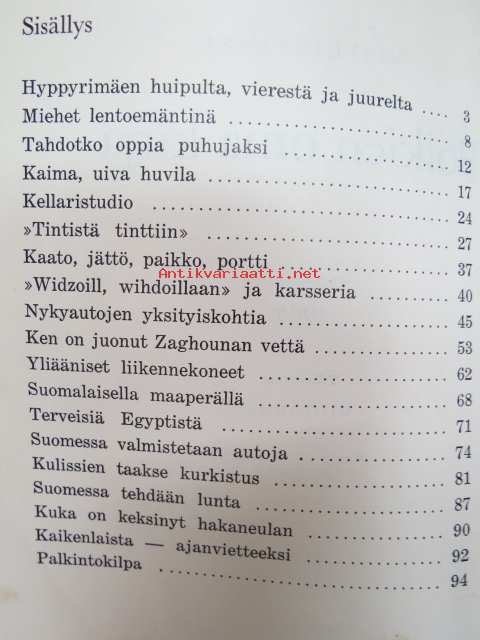 Sisällys
Hyppyrimäen huipulta, vierestä ja juurelta .... 3
Miehet lentoemäntinä .......................... 8
Tahdotko oppia puhujaksi ...................... 12
Kaima, uiva huvila ............................ 17
Kellaristudio ................................. 24
»Tintistä tinttiin» ........................... 27
Kaato, jättö, paikko, portti .................. 37
Antikvariaatti.net
»Widzoill, wihdoillaan» ja karsseria .......... 40
Nykyautojen yksityiskohtia .................... 45
Ken on juonut Zaghounan vettä ................. 53
Yliääniset liikennekoneet ..................... 62
Suomalaisella maaperällä ...................... 68
Terveisiä Egyptistä ........................... 71
Suomessa valmistetaan autoja .................. 74
Kulissien taakse kurkistus .................... 81
Suomessa tehdään lunta ........................ 87
Kuka on keksinyt hakaneulan ................... 90
Kaikenlaista — ajanvietteeksi ................. 92
Palkintokilpa ................................. 94